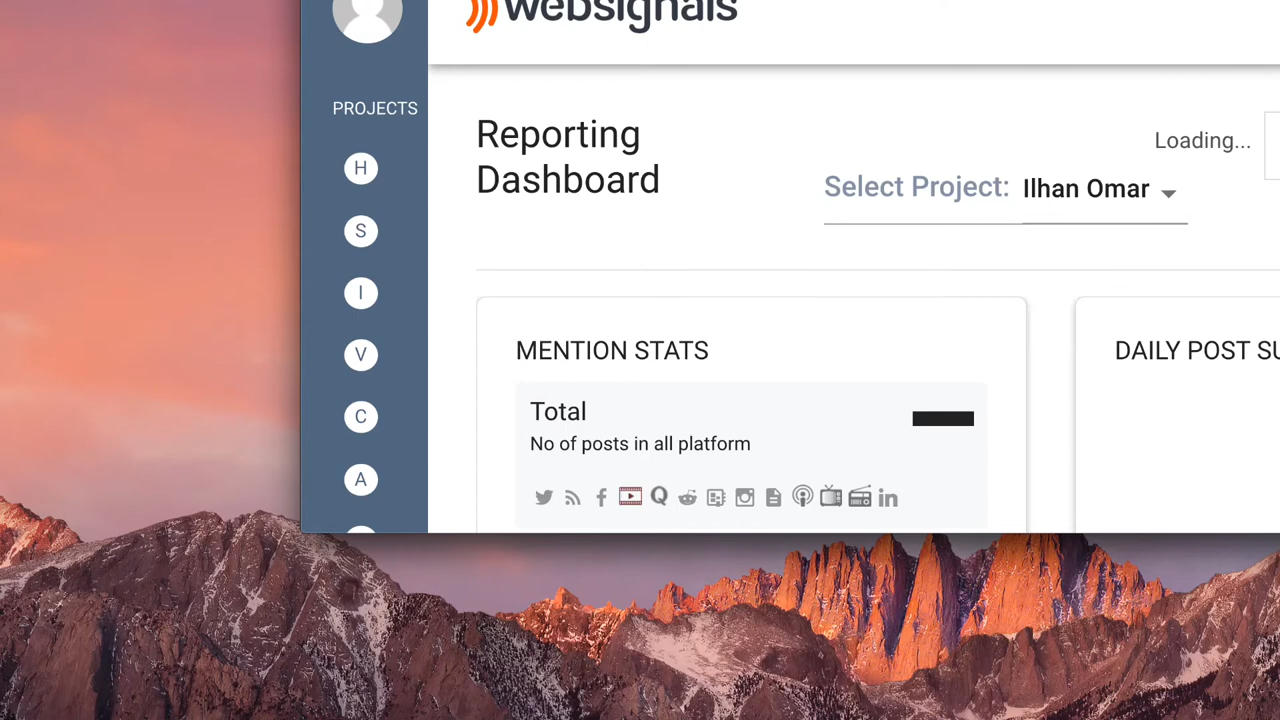 websignals
PROJECTS
H
S
I
V
C
A
Reporting
Dashboard
Loading...
Select Project: Ilhan Omar
MENTION STATS
Total
No of posts in all platform
DAILY POST